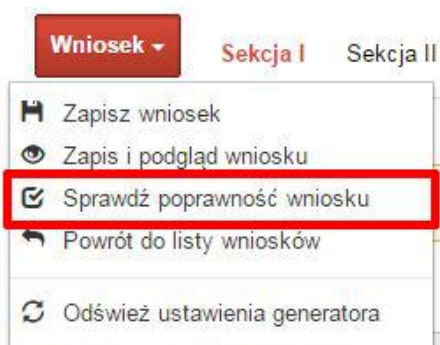 Wniosek Sekcja I Sekcja II
Zapisz wniosek
Zapis i podgląd wniosku
Sprawdź poprawność wniosku
Powrót do listy wniosków
Odśwież ustawienia generatora